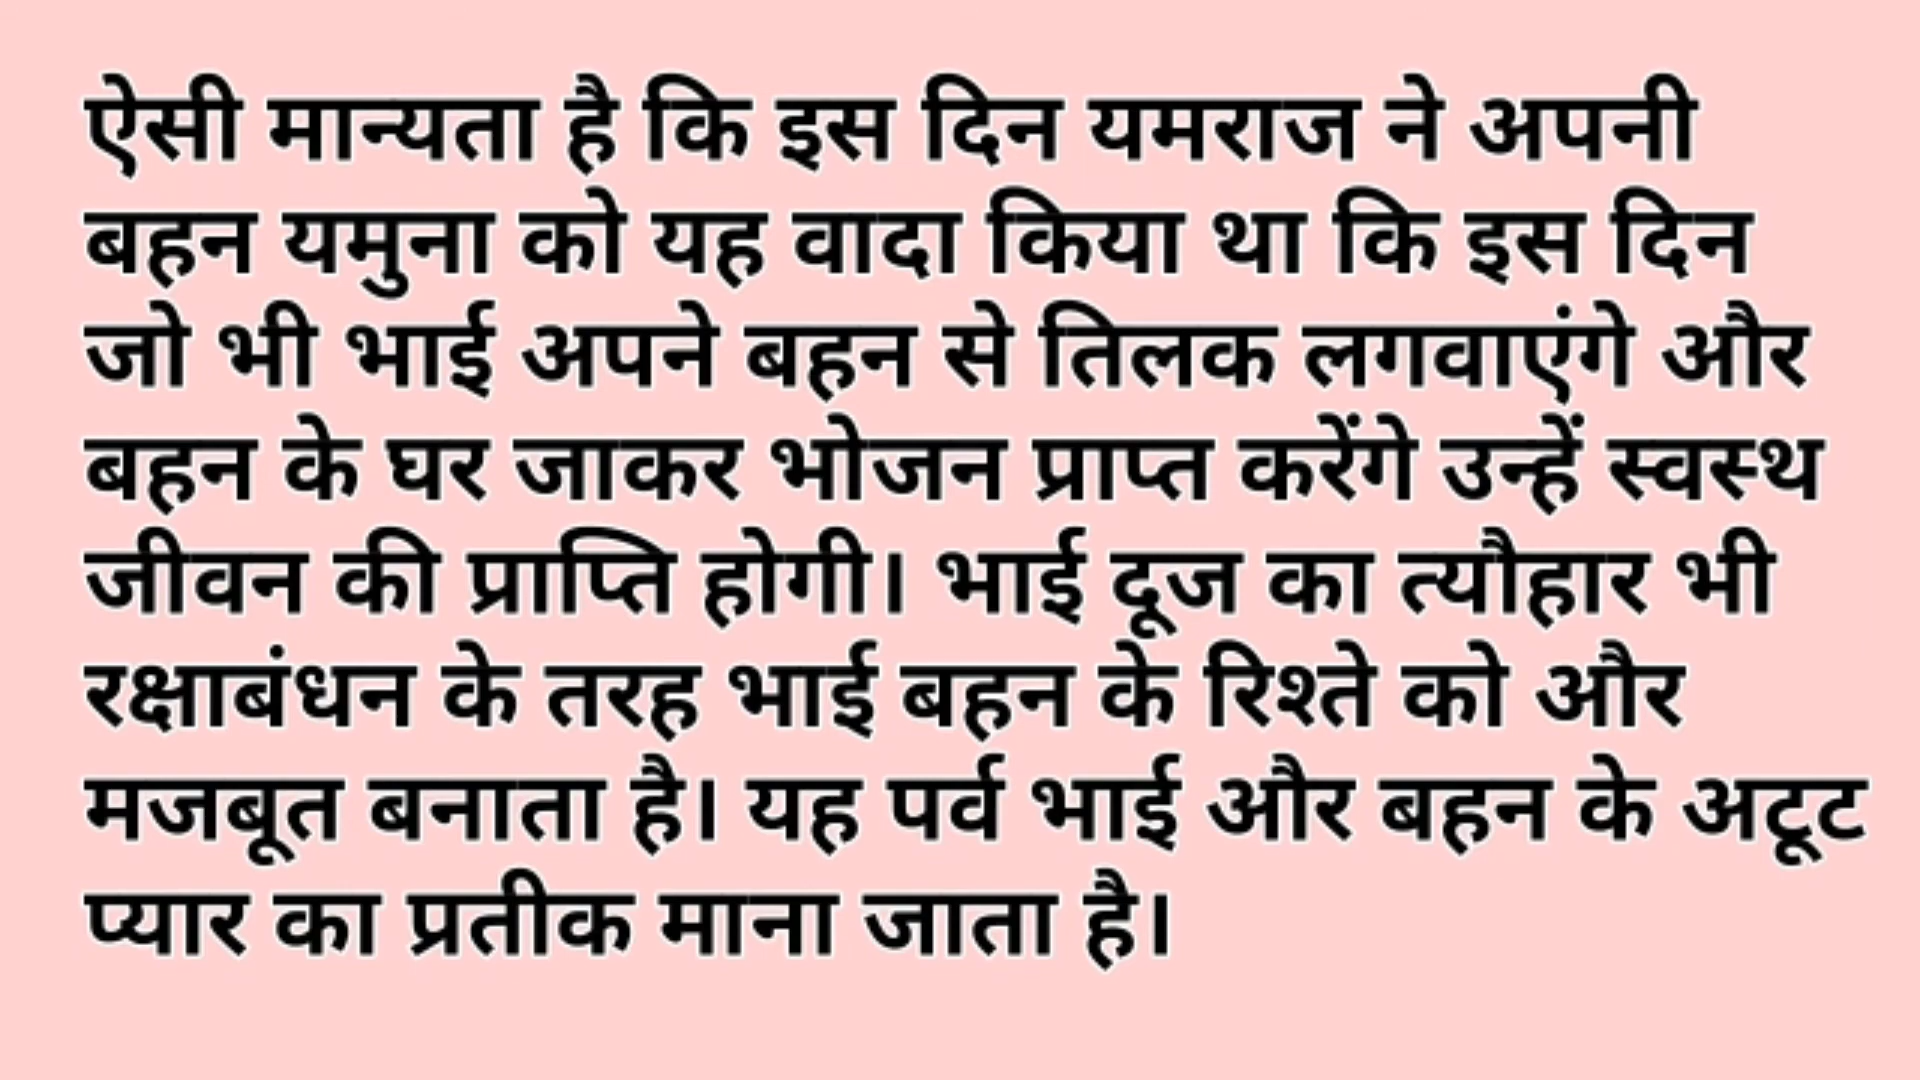 ऐसी मान्यता है कि इस दिन यमराज ने अपनी
बहन यमुना को यह वादा किया था कि इस दिन
जो भी भाई अपने बहन से तिलक लगवाएंगे और
बहन के घर जाकर भोजन प्राप्त करेंगे उन्हें स्वस्थ
जीवन की प्राप्ति होगी। भाई दूज का त्यौहार भी
रक्षाबंधन के तरह भाई बहन के रिश्ते को और
मजबूत बनाता है। यह पर्व भाई और बहन के अटूट
प्यार का प्रतीक माना जाता है।